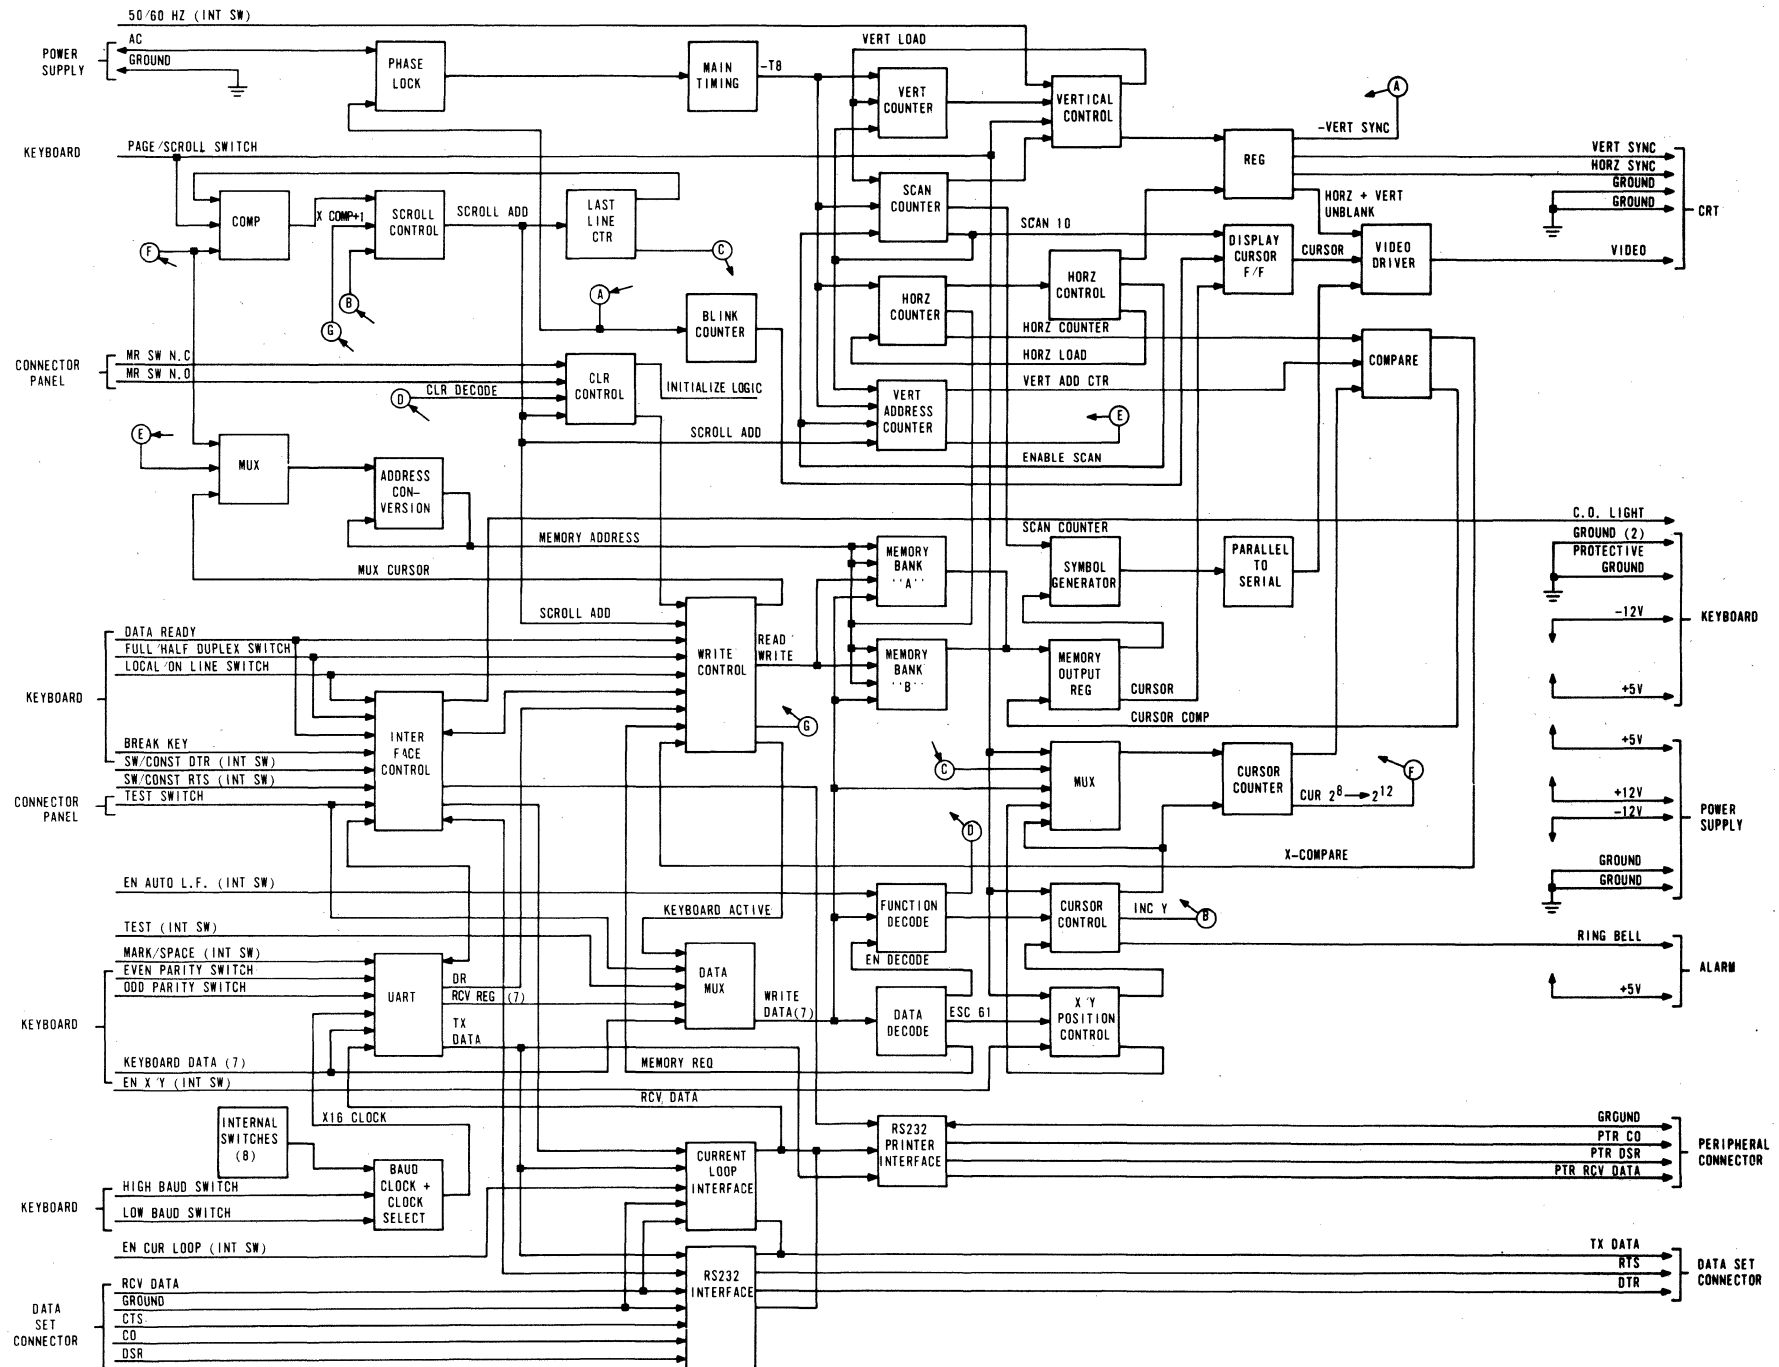 50/60 HZ (INT SW)
POWER SUPPLY
AC
GROUND
PHASE LOCK
MAIN TIMING
-T8
VERT LOAD
VERT COUNTER
VERTICAL CONTROL
A
-VERT SYNC
REG
VERT SYNC
HORZ SYNC
GROUND
GROUND
CRT
KEYBOARD
PAGE/SCROLL SWITCH
COMP
X COMP+1
SCROLL CONTROL
SCROLL ADD
LAST LINE CTR
SCAN COUNTER
SCAN 10
HORZ + VERT UNBLANK
DISPLAY CURSOR F/F
CURSOR
VIDEO DRIVER
VIDEO
F
B
G
C
A
BLINK COUNTER
HORZ COUNTER
HORZ CONTROL
HORZ COUNTER
HORZ LOAD
COMPARE
CONNECTOR PANEL
MR SW N.C
MR SW N.O
CLR DECODE
D
CLR CONTROL
INITIALIZE LOGIC
VERT ADD CTR
VERT ADDRESS COUNTER
E
E
SCROLL ADD
ENABLE SCAN
MUX
ADDRESS CON-VERSION
MEMORY ADDRESS
MUX CURSOR
SCROLL ADD
MEMORY BANK ''A''
SCAN COUNTER
SYMBOL GENERATOR
PARALLEL TO SERIAL
C.O. LIGHT
GROUND (2)
PROTECTIVE GROUND
-12V
+5V
KEYBOARD
KEYBOARD
DATA READY
FULL/HALF DUPLEX SWITCH
LOCAL/ON LINE SWITCH
WRITE CONTROL
READ/WRITE
MEMORY BANK ''B''
MEMORY OUTPUT REG
CURSOR
CURSOR COMP
G
BREAK KEY
SW/CONST DTR (INT SW)
SW/CONST RTS (INT SW)
CONNECTOR PANEL
TEST SWITCH
INTER FACE CONTROL
C
MUX
CURSOR COUNTER
F
CUR 2⁸→2¹²
X-COMPARE
+5V
+12V
-12V
GROUND
GROUND
POWER SUPPLY
D
EN AUTO L.F. (INT SW)
TEST (INT SW)
KEYBOARD ACTIVE
FUNCTION DECODE
CURSOR CONTROL
INC Y
B
RING BELL
+5V
ALARM
KEYBOARD
MARK/SPACE (INT SW)
EVEN PARITY SWITCH
ODD PARITY SWITCH
UART
DR
RCV REG (7)
TX DATA
DATA MUX
WRITE DATA(7)
EN DECODE
DATA DECODE
ESC 61
X/Y POSITION CONTROL
KEYBOARD DATA (7)
EN X/Y (INT SW)
MEMORY REQ
RCV DATA
X16 CLOCK
INTERNAL SWITCHES (8)
BAUD CLOCK + CLOCK SELECT
KEYBOARD
HIGH BAUD SWITCH
LOW BAUD SWITCH
CURRENT LOOP INTERFACE
RS232 PRINTER INTERFACE
GROUND
PTR CO
PTR DSR
PTR RCV DATA
PERIPHERAL CONNECTOR
EN CUR LOOP (INT SW)
RS232 INTERFACE
TX DATA
RTS
DTR
DATA SET CONNECTOR
DATA SET CONNECTOR
RCV DATA
GROUND
CTS
CO
DSR